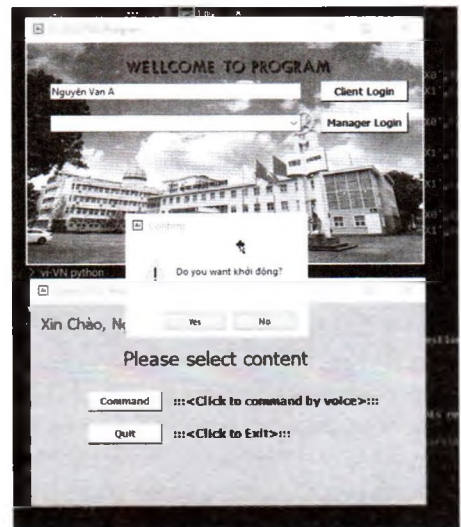 WELLCOME TO PROGRAM
Nguyễn Van A
Client Login
Manager Login
Do you want khởi động?
vi-VN python
Yes No
Xin Chào,
Please select content
Command :::<Click to command by voice>:::
Quit :::<Click to Exit>:::